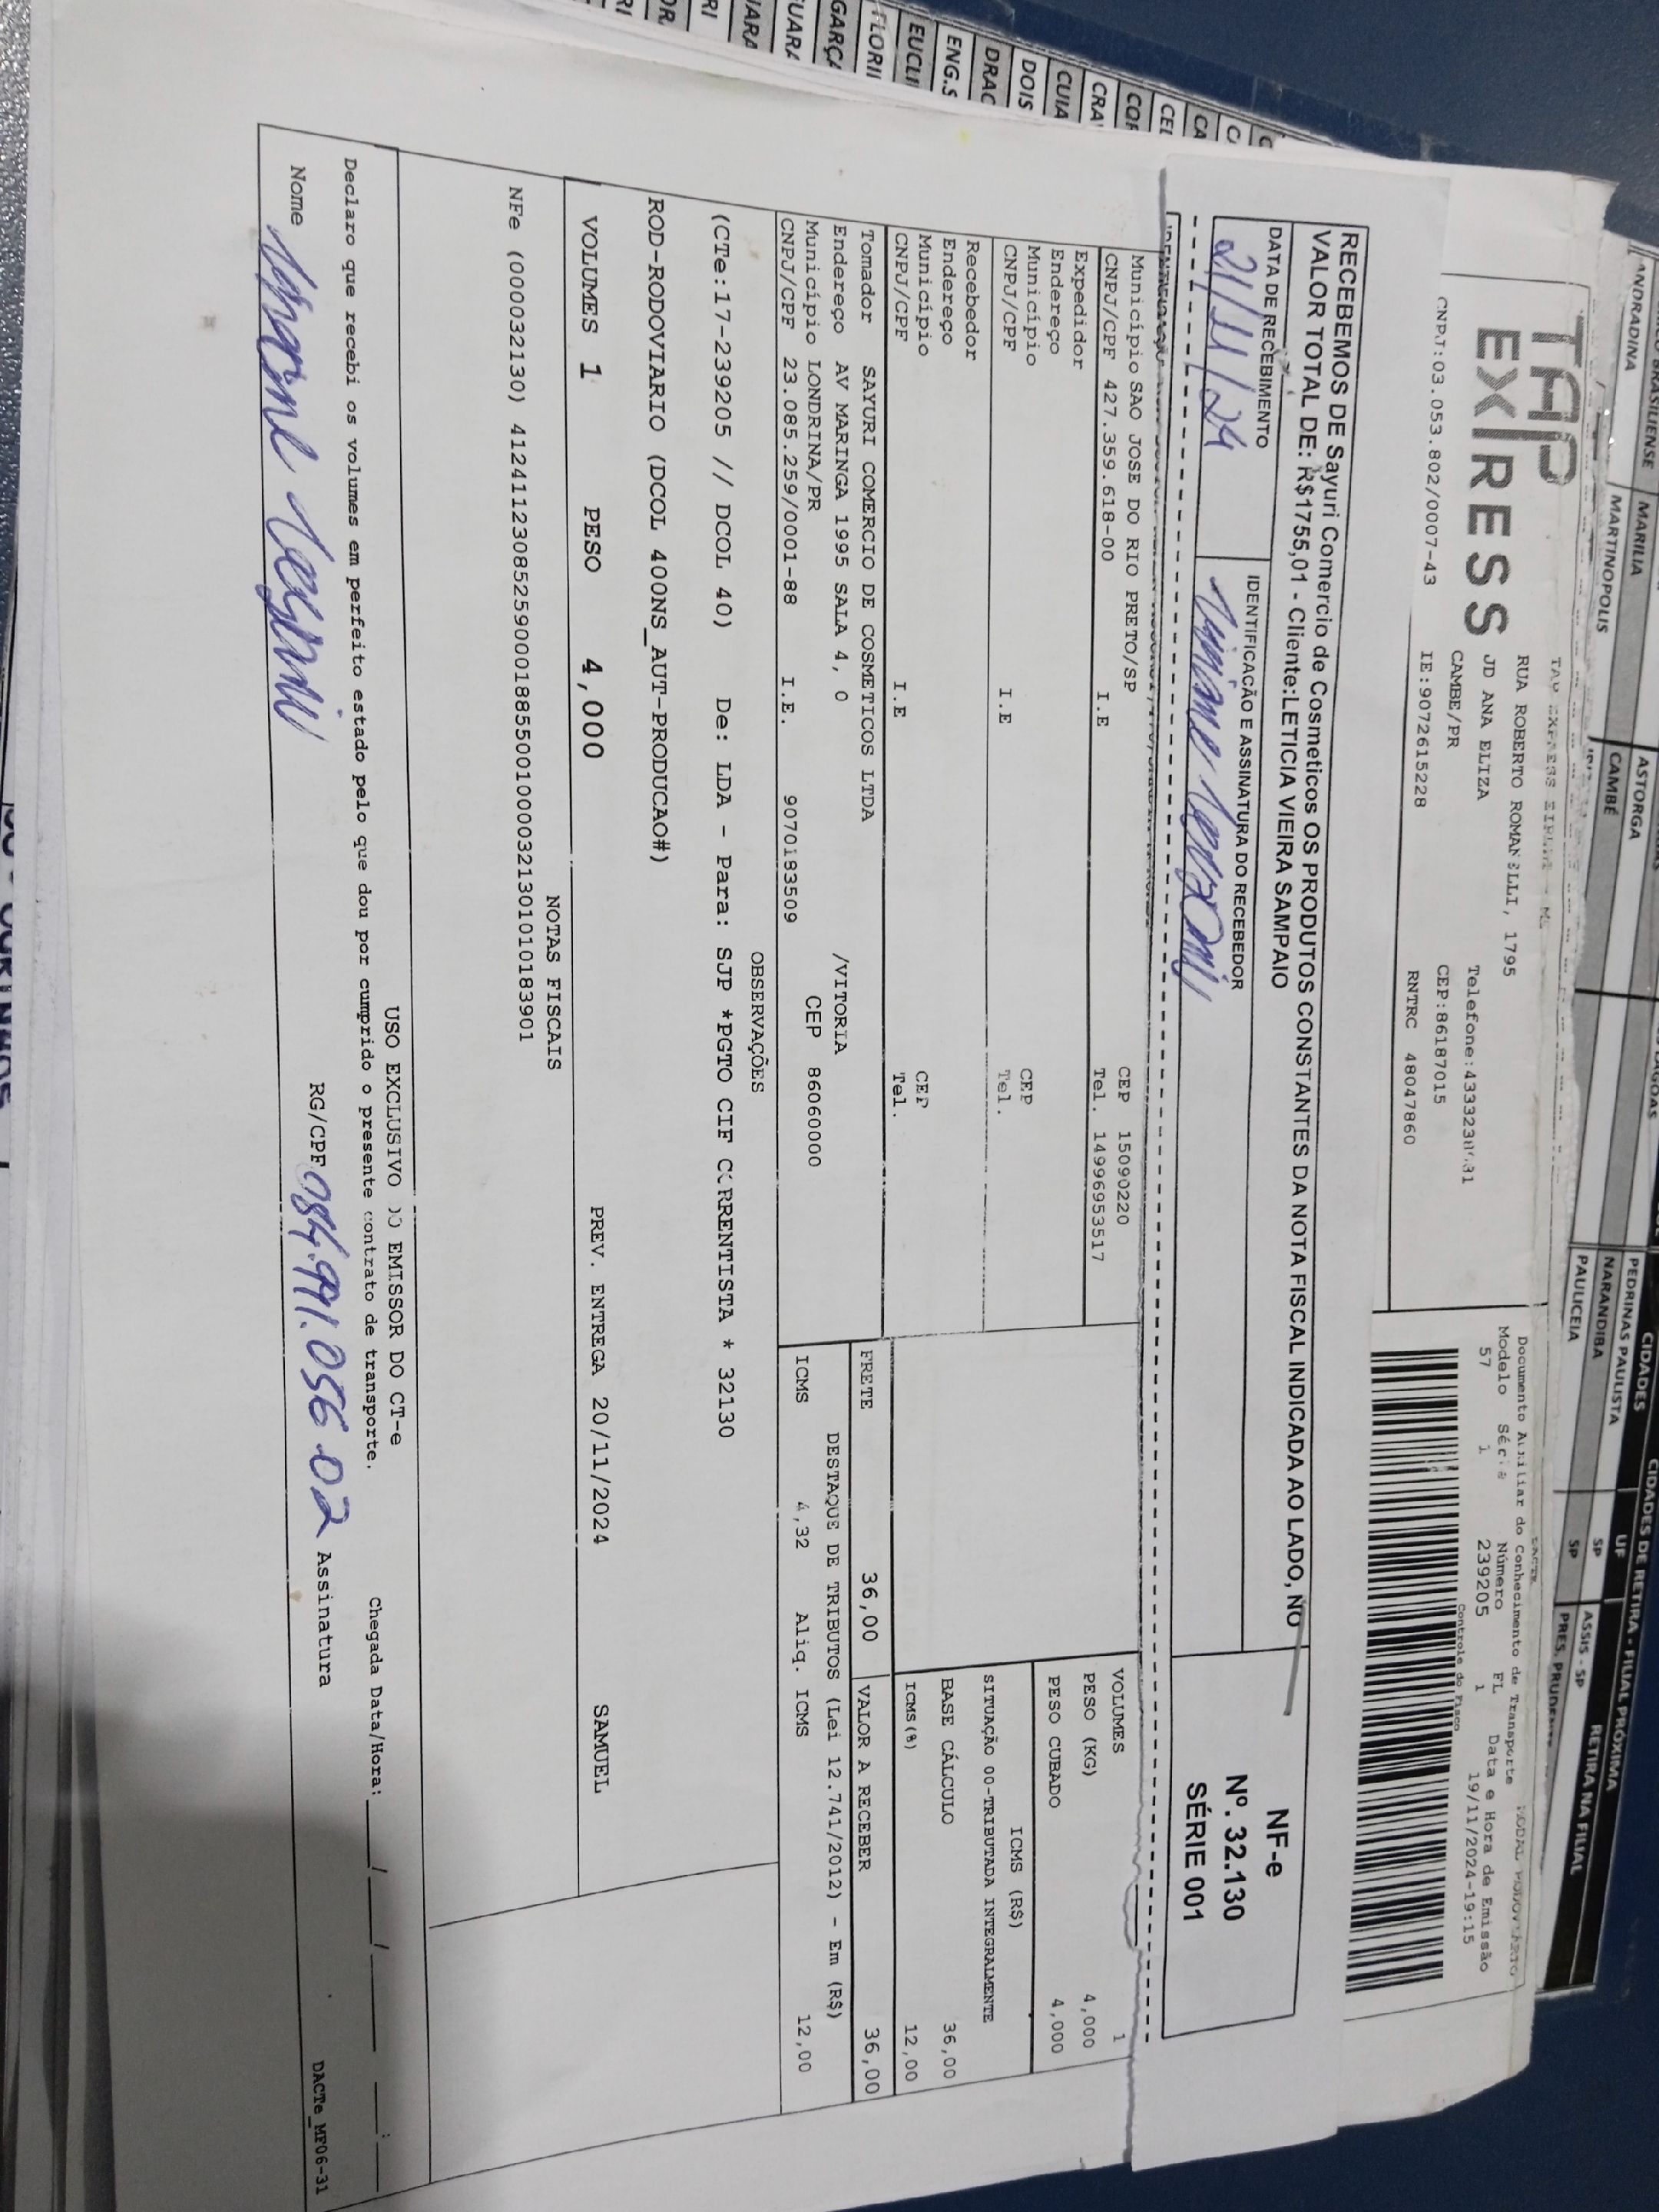 TAP
EXPRESS
CNPJ:03.053.802/0007-43
RUA ROBERTO ROMANELLI, 1795
JD ANA ELIZA
CAMBE/PR
IE:9072615228
CEP:86187015
RNTRC 48047860
Documento Auxiliar do Conhecimento de Transporte
Modelo Série Número FL Data e Hora de Emissão
57 1 239205 1 19/11/2024-19:15
Controle do Fisco
RECEBEMOS DE Sayuri Comercio de Cosmeticos OS PRODUTOS CONSTANTES DA NOTA FISCAL INDICADA AO LADO, NO
VALOR TOTAL DE: R$1755,01 - Cliente:LETICIA VIEIRA SAMPAIO
DATA DE RECEBIMENTO
21/11/24
IDENTIFICAÇÃO E ASSINATURA DO RECEBEDOR
NF-e
Nº. 32.130
SÉRIE 001
Município SAO JOSE DO RIO PRETO/SP CEP 15090220
CNPJ/CPF 427.359.618-00 I.E Tel. 14996953517
Expedidor
Endereço
Município CEP
CNPJ/CPF I.E Tel.
Recebedor
Endereço
Município CEP
CNPJ/CPF I.E Tel.
Tomador SAYURI COMERCIO DE COSMETICOS LTDA
Endereço AV MARINGA 1995 SALA 4, 0 /VITORIA
Município LONDRINA/PR CEP 86060000
CNPJ/CPF 23.085.259/0001-88 I.E. 9070183509
VOLUMES 1
PESO (KG) 4,000
PESO CUBADO 4,000
ICMS (R$)
SITUAÇÃO 00-TRIBUTADA INTEGRALMENTE
BASE CÁLCULO 36,00
ICMS(%) 12,00
FRETE 36,00 VALOR A RECEBER 36,00
DESTAQUE DE TRIBUTOS (Lei 12.741/2012) - Em (R$)
ICMS 4,32 Aliq. ICMS 12,00
OBSERVAÇÕES
(CTe:17-239205 // DCOL 40) De: LDA - Para: SJP *PGTO CIF CORRENTISTA * 32130
ROD-RODOVIARIO (DCOL 400NS_AUT-PRODUCAO#)
VOLUMES 1 PESO 4,000 PREV. ENTREGA 20/11/2024 SAMUEL
NOTAS FISCAIS
NFe (000032130) 41241123085259000188550010000321301010183901
USO EXCLUSIVO DO EMISSOR DO CT-e
Declaro que recebi os volumes em perfeito estado pelo que dou por cumprido o presente contrato de transporte.
Chegada Data/Hora: __/__/____ __:__
Nome
RG/CPF 084.991.056 02 Assinatura
DACTe_MF06-31
CIDADES DE RETIRA - FILIAL PRÓXIMA
CIDADES UF RETIRA NA FILIAL
PEDRINAS PAULISTA SP ASSIS - SP
NARANDIBA SP
PAULICEIA
ANDRADINA
MARILIA
MARTINOPOLIS
ASTORGA
CAMBÉ